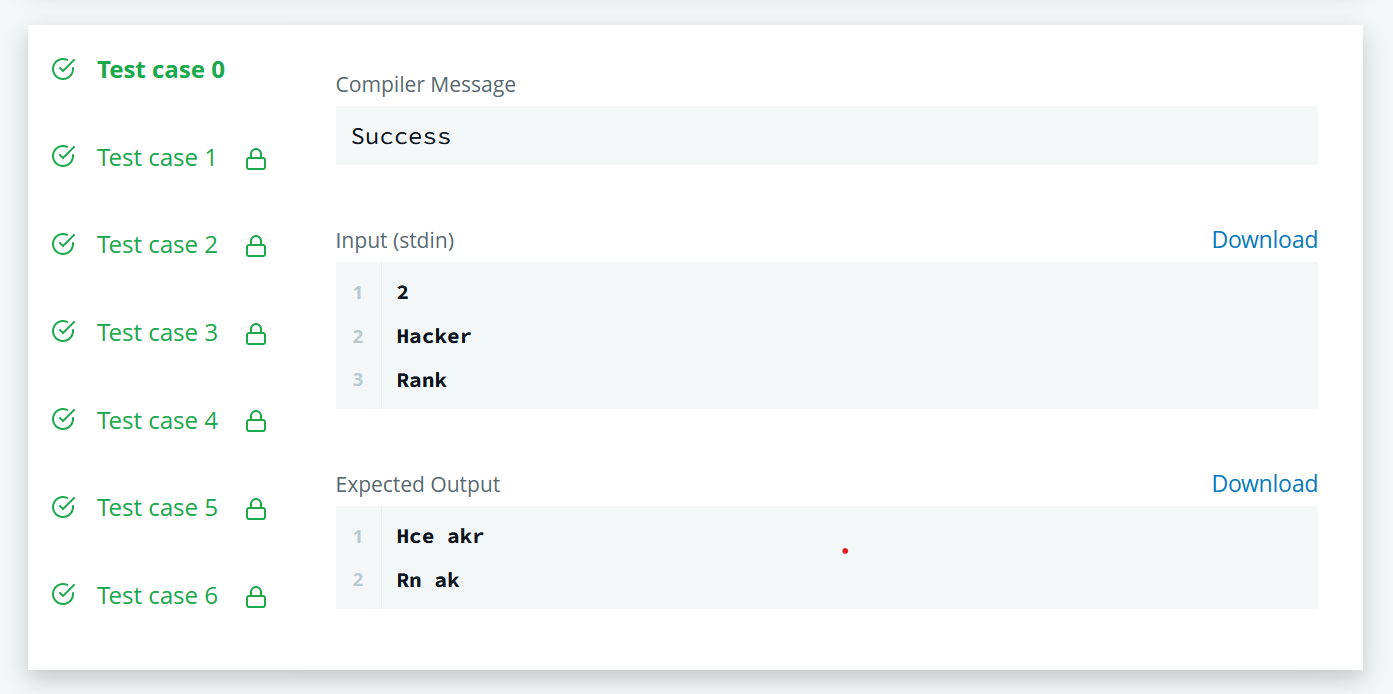 Test case 0
Test case 1
Test case 2
Test case 3
Test case 4
Test case 5
Test case 6
Compiler Message
Success
Input (stdin) Download
1 2
2 Hacker
3 Rank
Expected Output Download
1 Hce akr
2 Rn ak